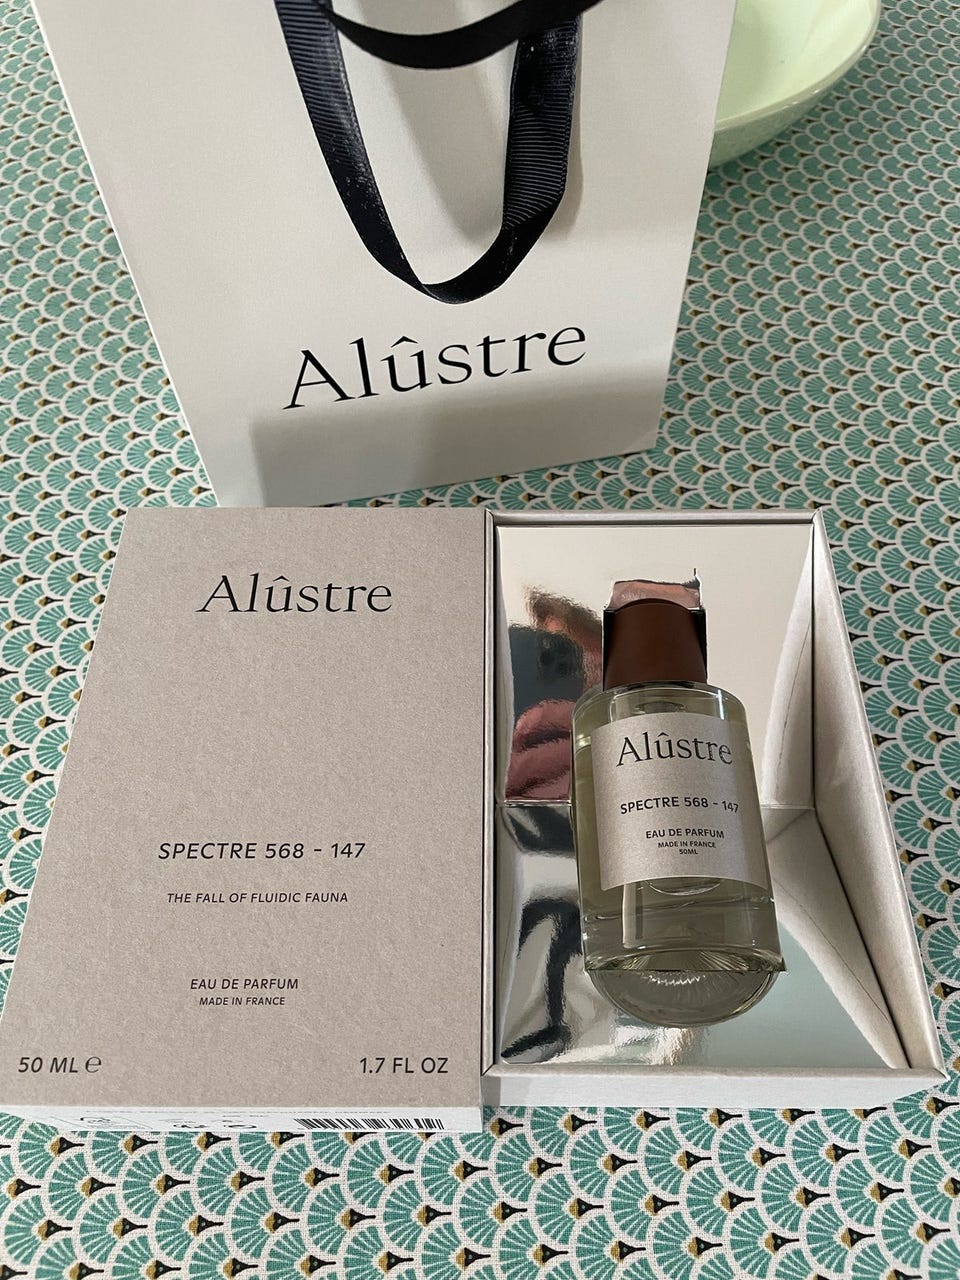 Alûstre
Alûstre
SPECTRE 568 - 147
THE FALL OF FLUIDIC FAUNA
EAU DE PARFUM
MADE IN FRANCE
50 ML ℮
1.7 FL OZ
Alûstre
SPECTRE 568 - 147
EAU DE PARFUM
MADE IN FRANCE
50ML